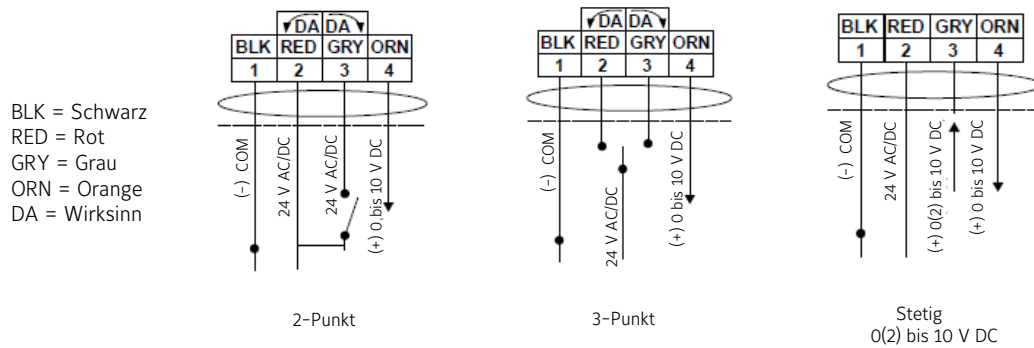 DA DA
BLK RED GRY ORN
1 2 3 4
(-) COM
24 V AC/DC
24 V AC/DC
(+) 0 bis 10 V DC
2-Punkt
DA DA
BLK RED GRY ORN
1 2 3 4
(-) COM
24 V AC/DC
(+) 0 bis 10 V DC
3-Punkt
BLK RED GRY ORN
1 2 3 4
(-) COM
24 V AC/DC
(+) 0(2) bis 10 V DC
(+) 0 bis 10 V DC
Stetig
0(2) bis 10 V DC
BLK = Schwarz
RED = Rot
GRY = Grau
ORN = Orange
DA = Wirksinn